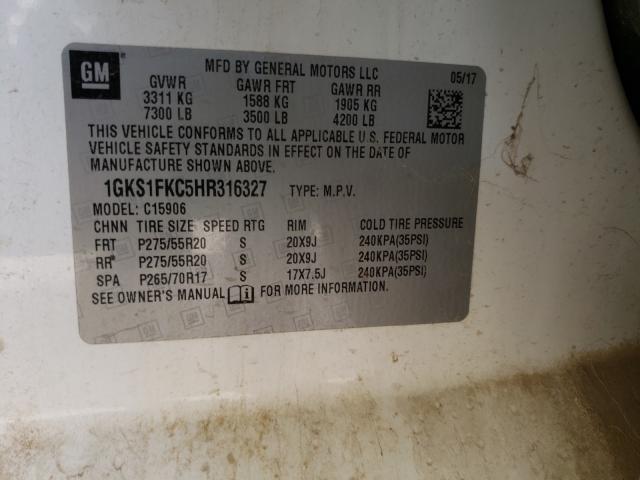 GM
MFD BY GENERAL MOTORS LLC 05/17
GVWR GAWR FRT GAWR RR
3311 KG 1588 KG 1905 KG
7300 LB 3500 LB 4200 LB
THIS VEHICLE CONFORMS TO ALL APPLICABLE U.S. FEDERAL MOTOR
VEHICLE SAFETY STANDARDS IN EFFECT ON THE DATE OF
MANUFACTURE SHOWN ABOVE.
1GKS1FKC5HR316327 TYPE: M.P.V.
MODEL: C15906
CHNN TIRE SIZE SPEED RTG RIM COLD TIRE PRESSURE
FRT P275/55R20 S 20X9J 240KPA(35PSI)
RR P275/55R20 S 20X9J 240KPA(35PSI)
SPA P265/70R17 S 17X7.5J 240KPA(35PSI)
SEE OWNER'S MANUAL FOR MORE INFORMATION.